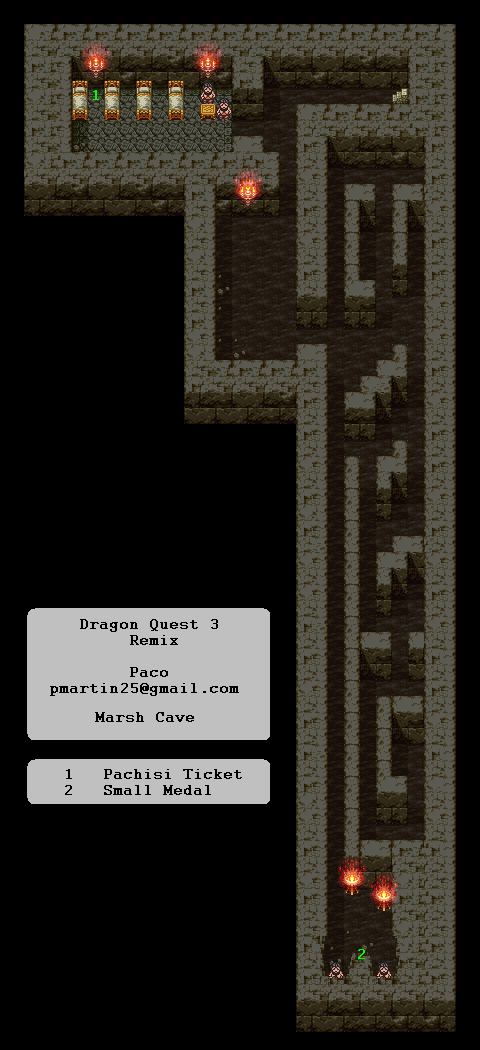 1
2
Dragon Quest 3
Remix
Paco
pmartin25@gmail.com
Marsh Cave
1 Pachisi Ticket
2 Small Medal